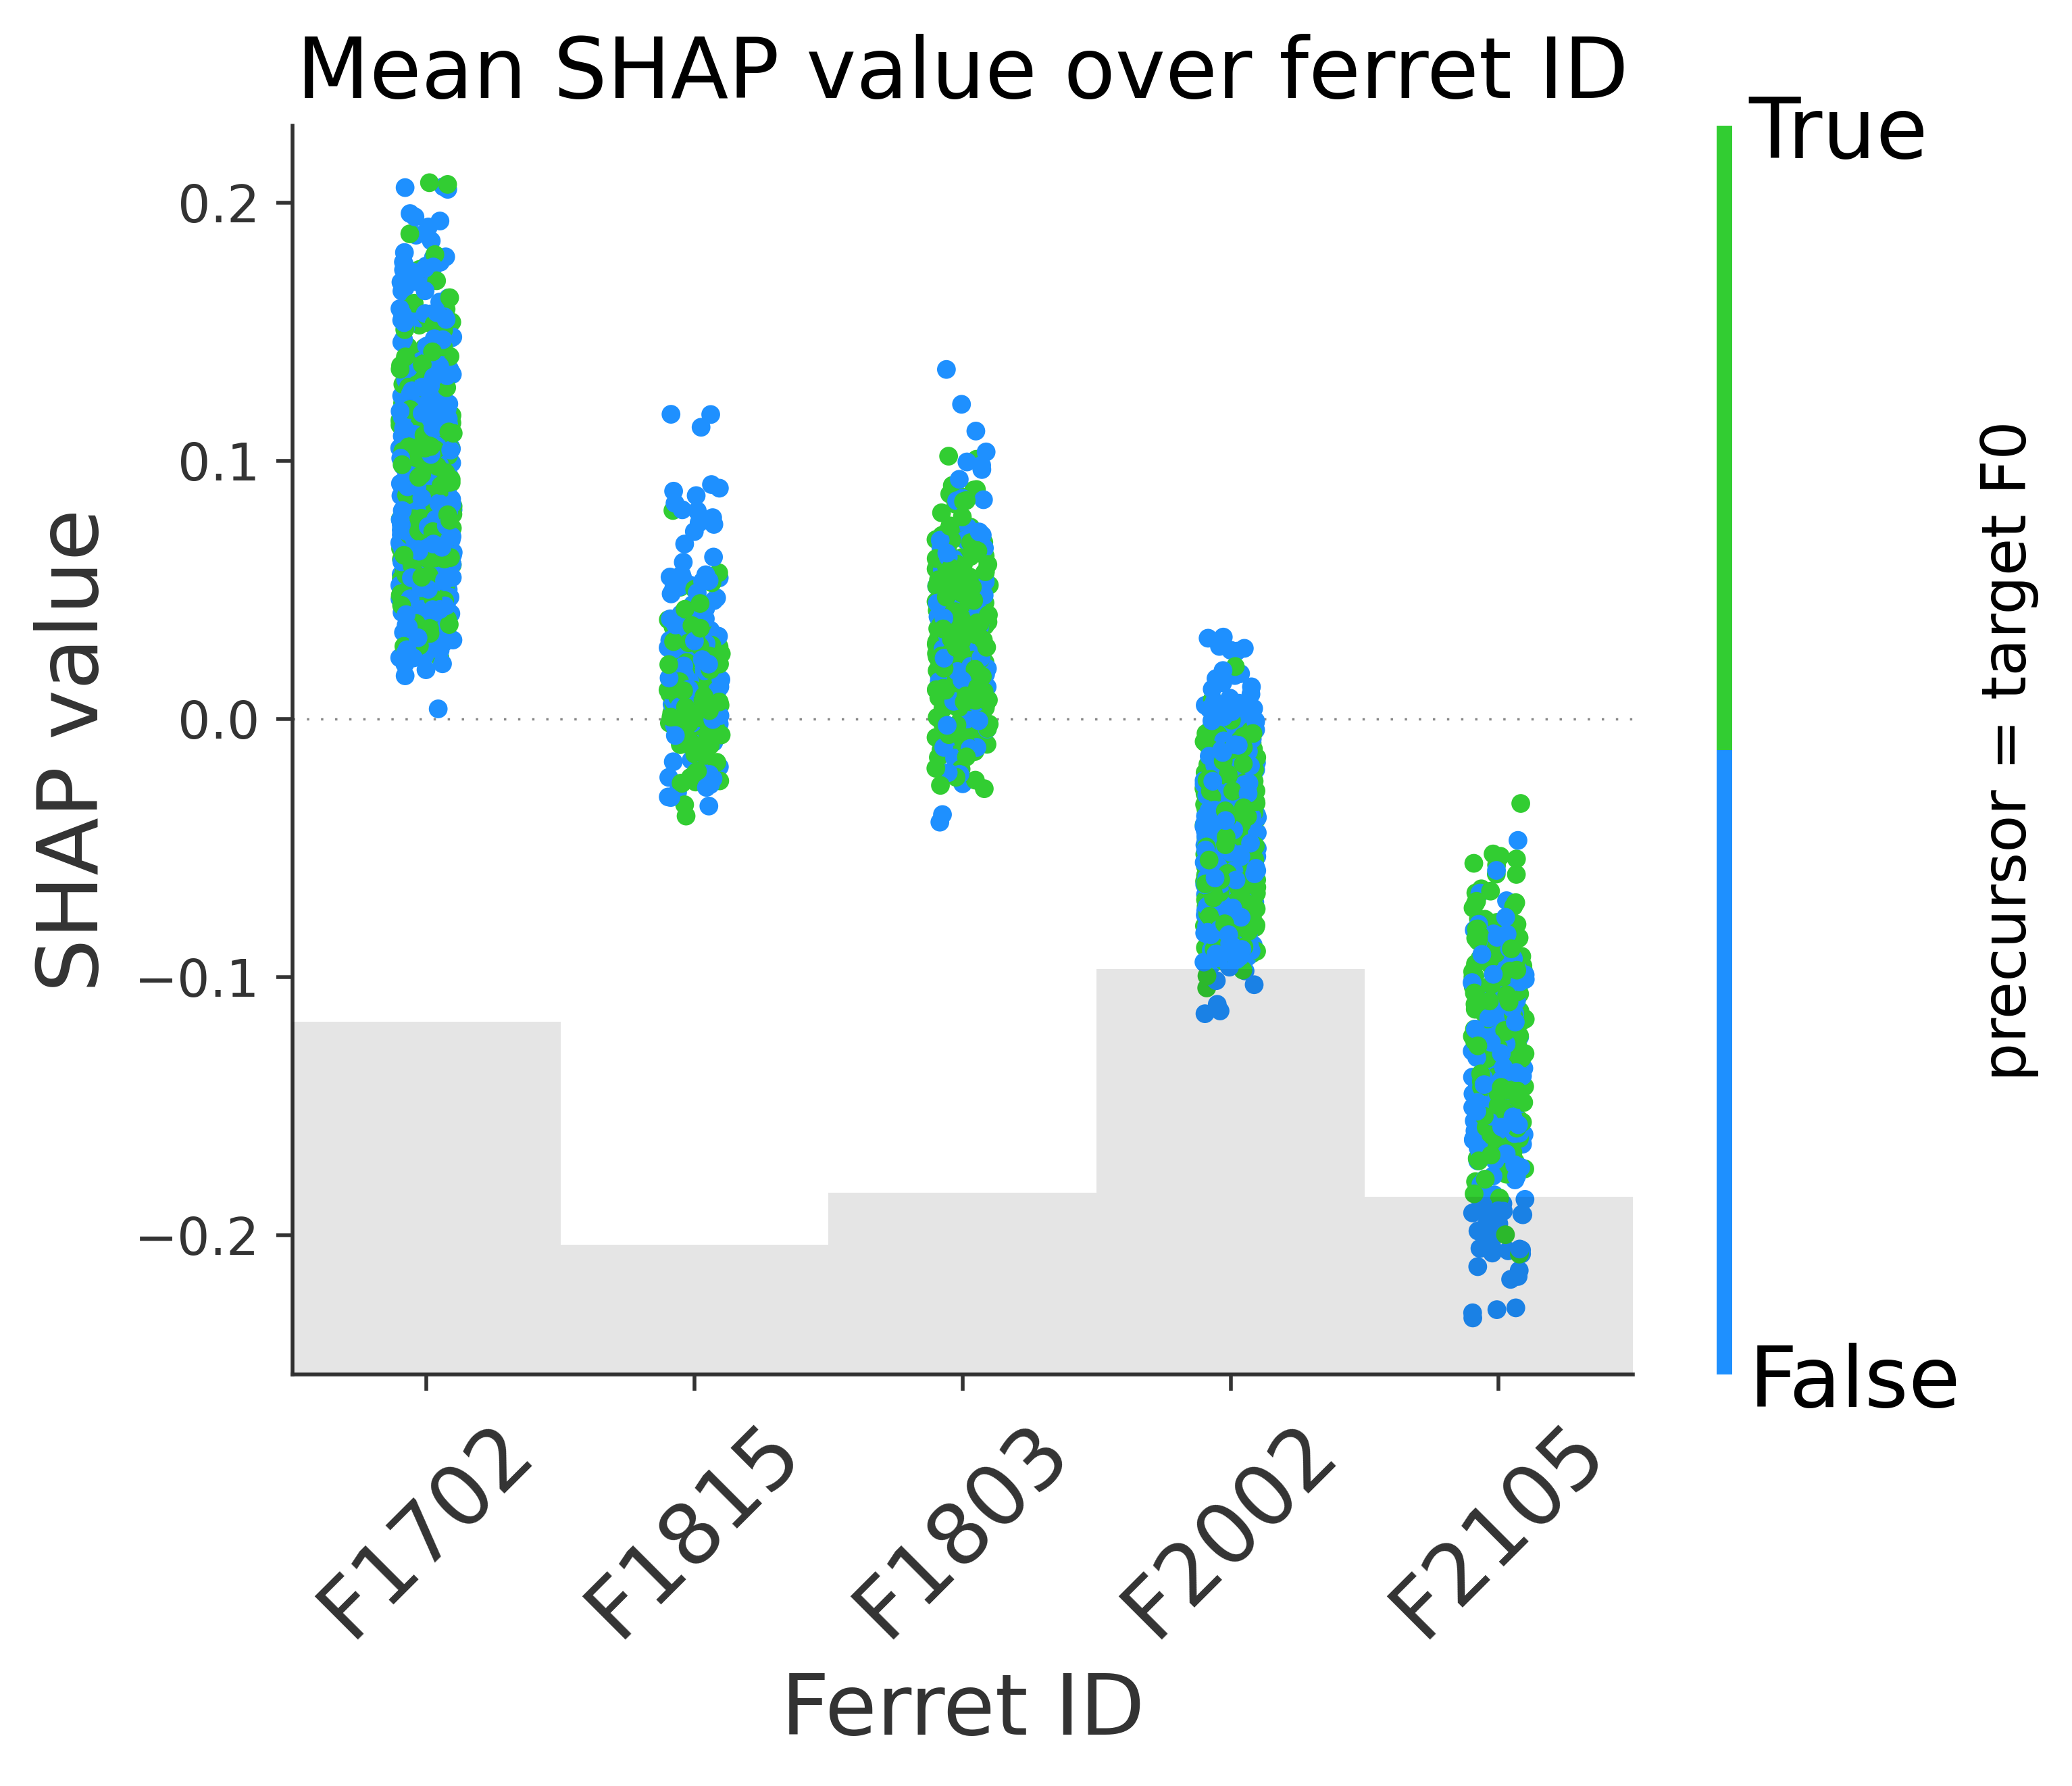 Mean SHAP value over ferret ID
True
0.2
0.1
0.0
−0.1
−0.2
SHAP value
precursor = target F0
False
F1702
F1815
F1803
F2002
F2105
Ferret ID